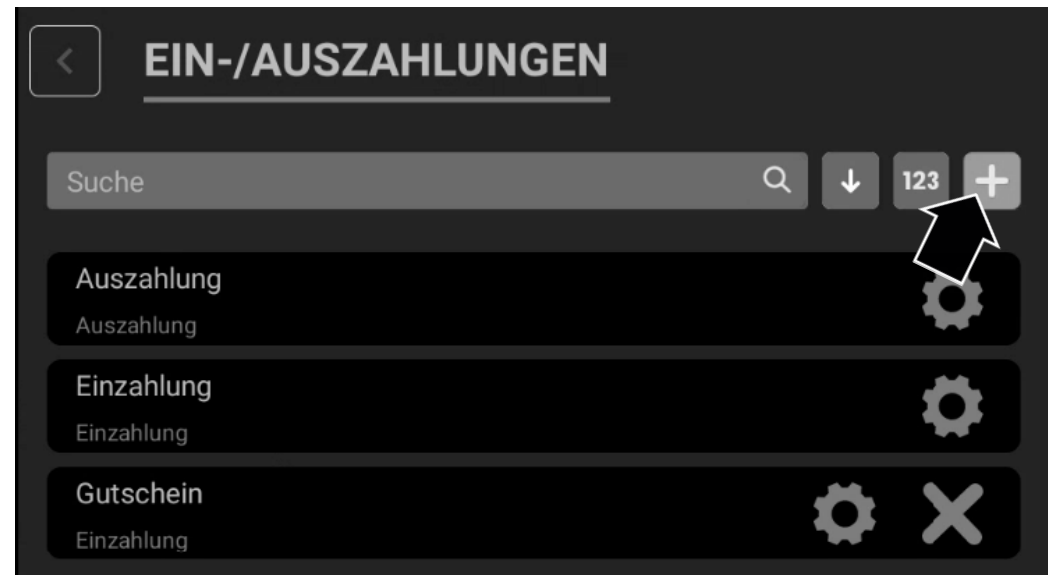 EIN-/AUSZAHLUNGEN
Suche
123
Auszahlung
Auszahlung
Einzahlung
Einzahlung
Gutschein
Einzahlung